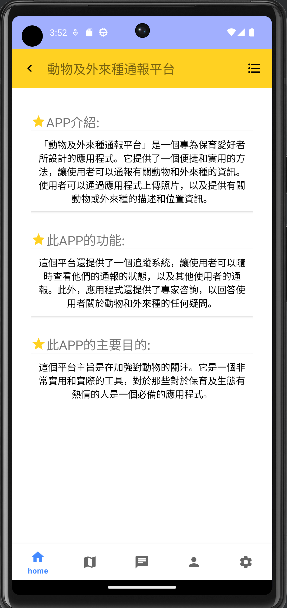 3:52
動物及外來種通報平台
APP介紹:
「動物及外來種通報平台」是一個專為保育愛好者
所設計的應用程式。它提供了一個便捷和實用的方
法，讓使用者可以通報有關動物和外來種的資訊。
使用者可以通過應用程式上傳照片，以及提供有關
動物或外來種的描述和位置資訊。
此APP的功能:
這個平台還提供了一個追蹤系統，讓使用者可以隨
時查看他們的通報的狀態，以及其他使用者的通
報。此外，應用程式還提供了專家咨詢，以回答使
用者關於動物和外來種的任何疑問。
此APP的主要目的:
這個平台主旨是在加強對動物的關注。它是一個非
常實用和實際的工具，對於那些對於保育及生態有
熱情的人是一個必備的應用程式。
home